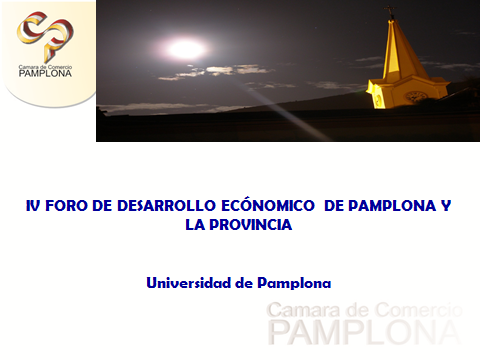 Camara de Comercio
PAMPLONA
IV FORO DE DESARROLLO ECÓNOMICO  DE PAMPLONA Y
LA PROVINCIA
Universidad de Pamplona
Camara de Comercio
PAMPLONA